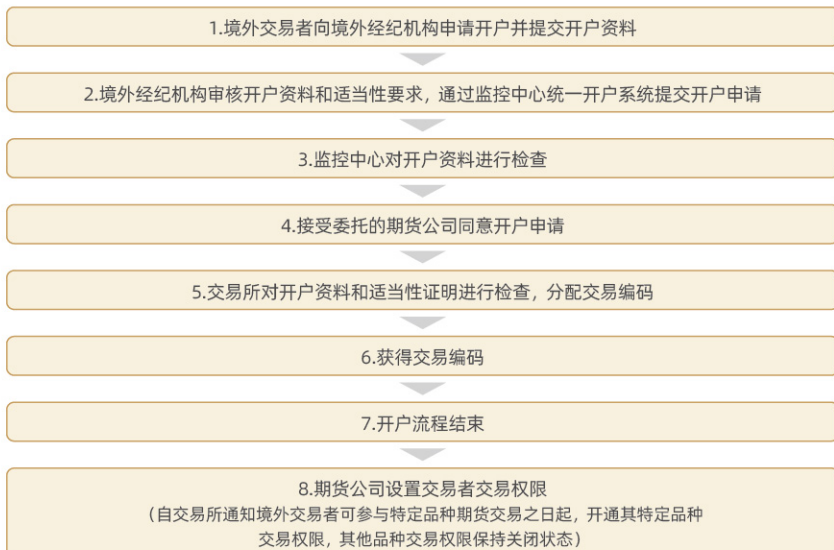 1.境外交易者向境外经纪机构申请开户并提交开户资料
2.境外经纪机构审核开户资料和适当性要求，通过监控中心统一开户系统提交开户申请
3.监控中心对开户资料进行检查
4.接受委托的期货公司同意开户申请
5.交易所对开户资料和适当性证明进行检查，分配交易编码
6.获得交易编码
7.开户流程结束
8.期货公司设置交易者交易权限
（自交易所通知境外交易者可参与特定品种期货交易之日起，开通其特定品种
交易权限，其他品种交易权限保持关闭状态）